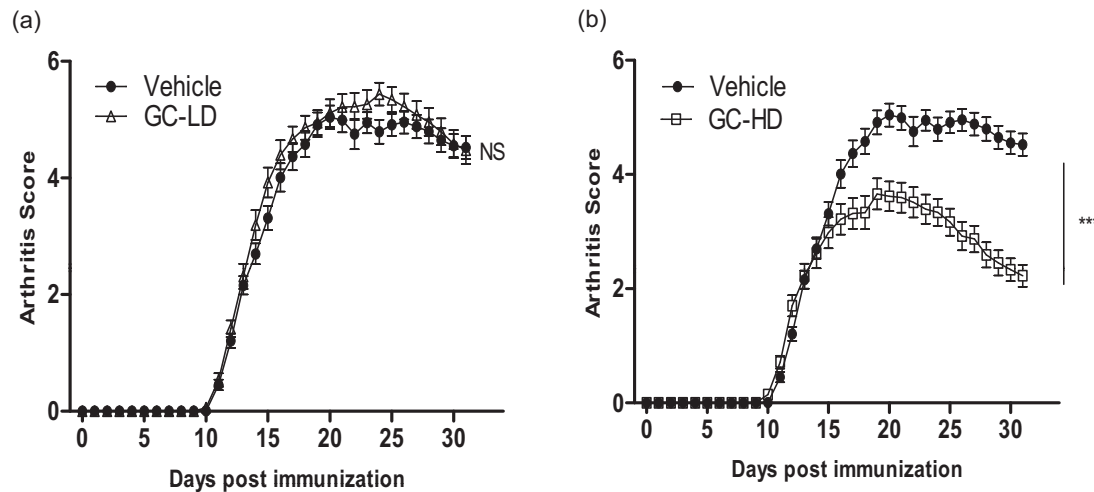 (a)
6
4
2
0
Arthritis Score
Vehicle
GC-LD
NS
0 5 10 15 20 25 30
Days post immunization
(b)
6
4
2
0
Arthritis Score
Vehicle
GC-HD
***
0 5 10 15 20 25 30
Days post immunization